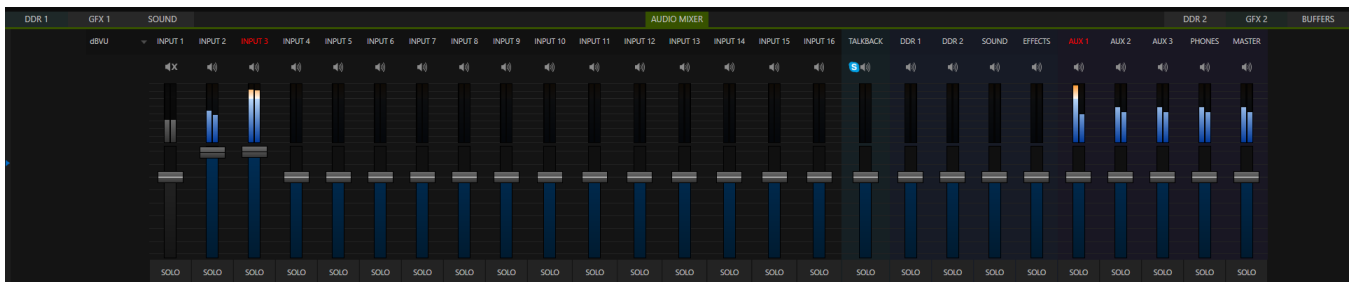 DDR 1 GFX 1 SOUND AUDIO MIXER DDR 2 GFX 2 BUFFERS
dBVU INPUT 1 INPUT 2 INPUT 3 INPUT 4 INPUT 5 INPUT 6 INPUT 7 INPUT 8 INPUT 9 INPUT 10 INPUT 11 INPUT 12 INPUT 13 INPUT 14 INPUT 15 INPUT 16 TALKBACK DDR 1 DDR 2 SOUND EFFECTS AUX 1 AUX 2 AUX 3 PHONES MASTER
S
SOLO SOLO SOLO SOLO SOLO SOLO SOLO SOLO SOLO SOLO SOLO SOLO SOLO SOLO SOLO SOLO SOLO SOLO SOLO SOLO SOLO SOLO SOLO SOLO SOLO SOLO